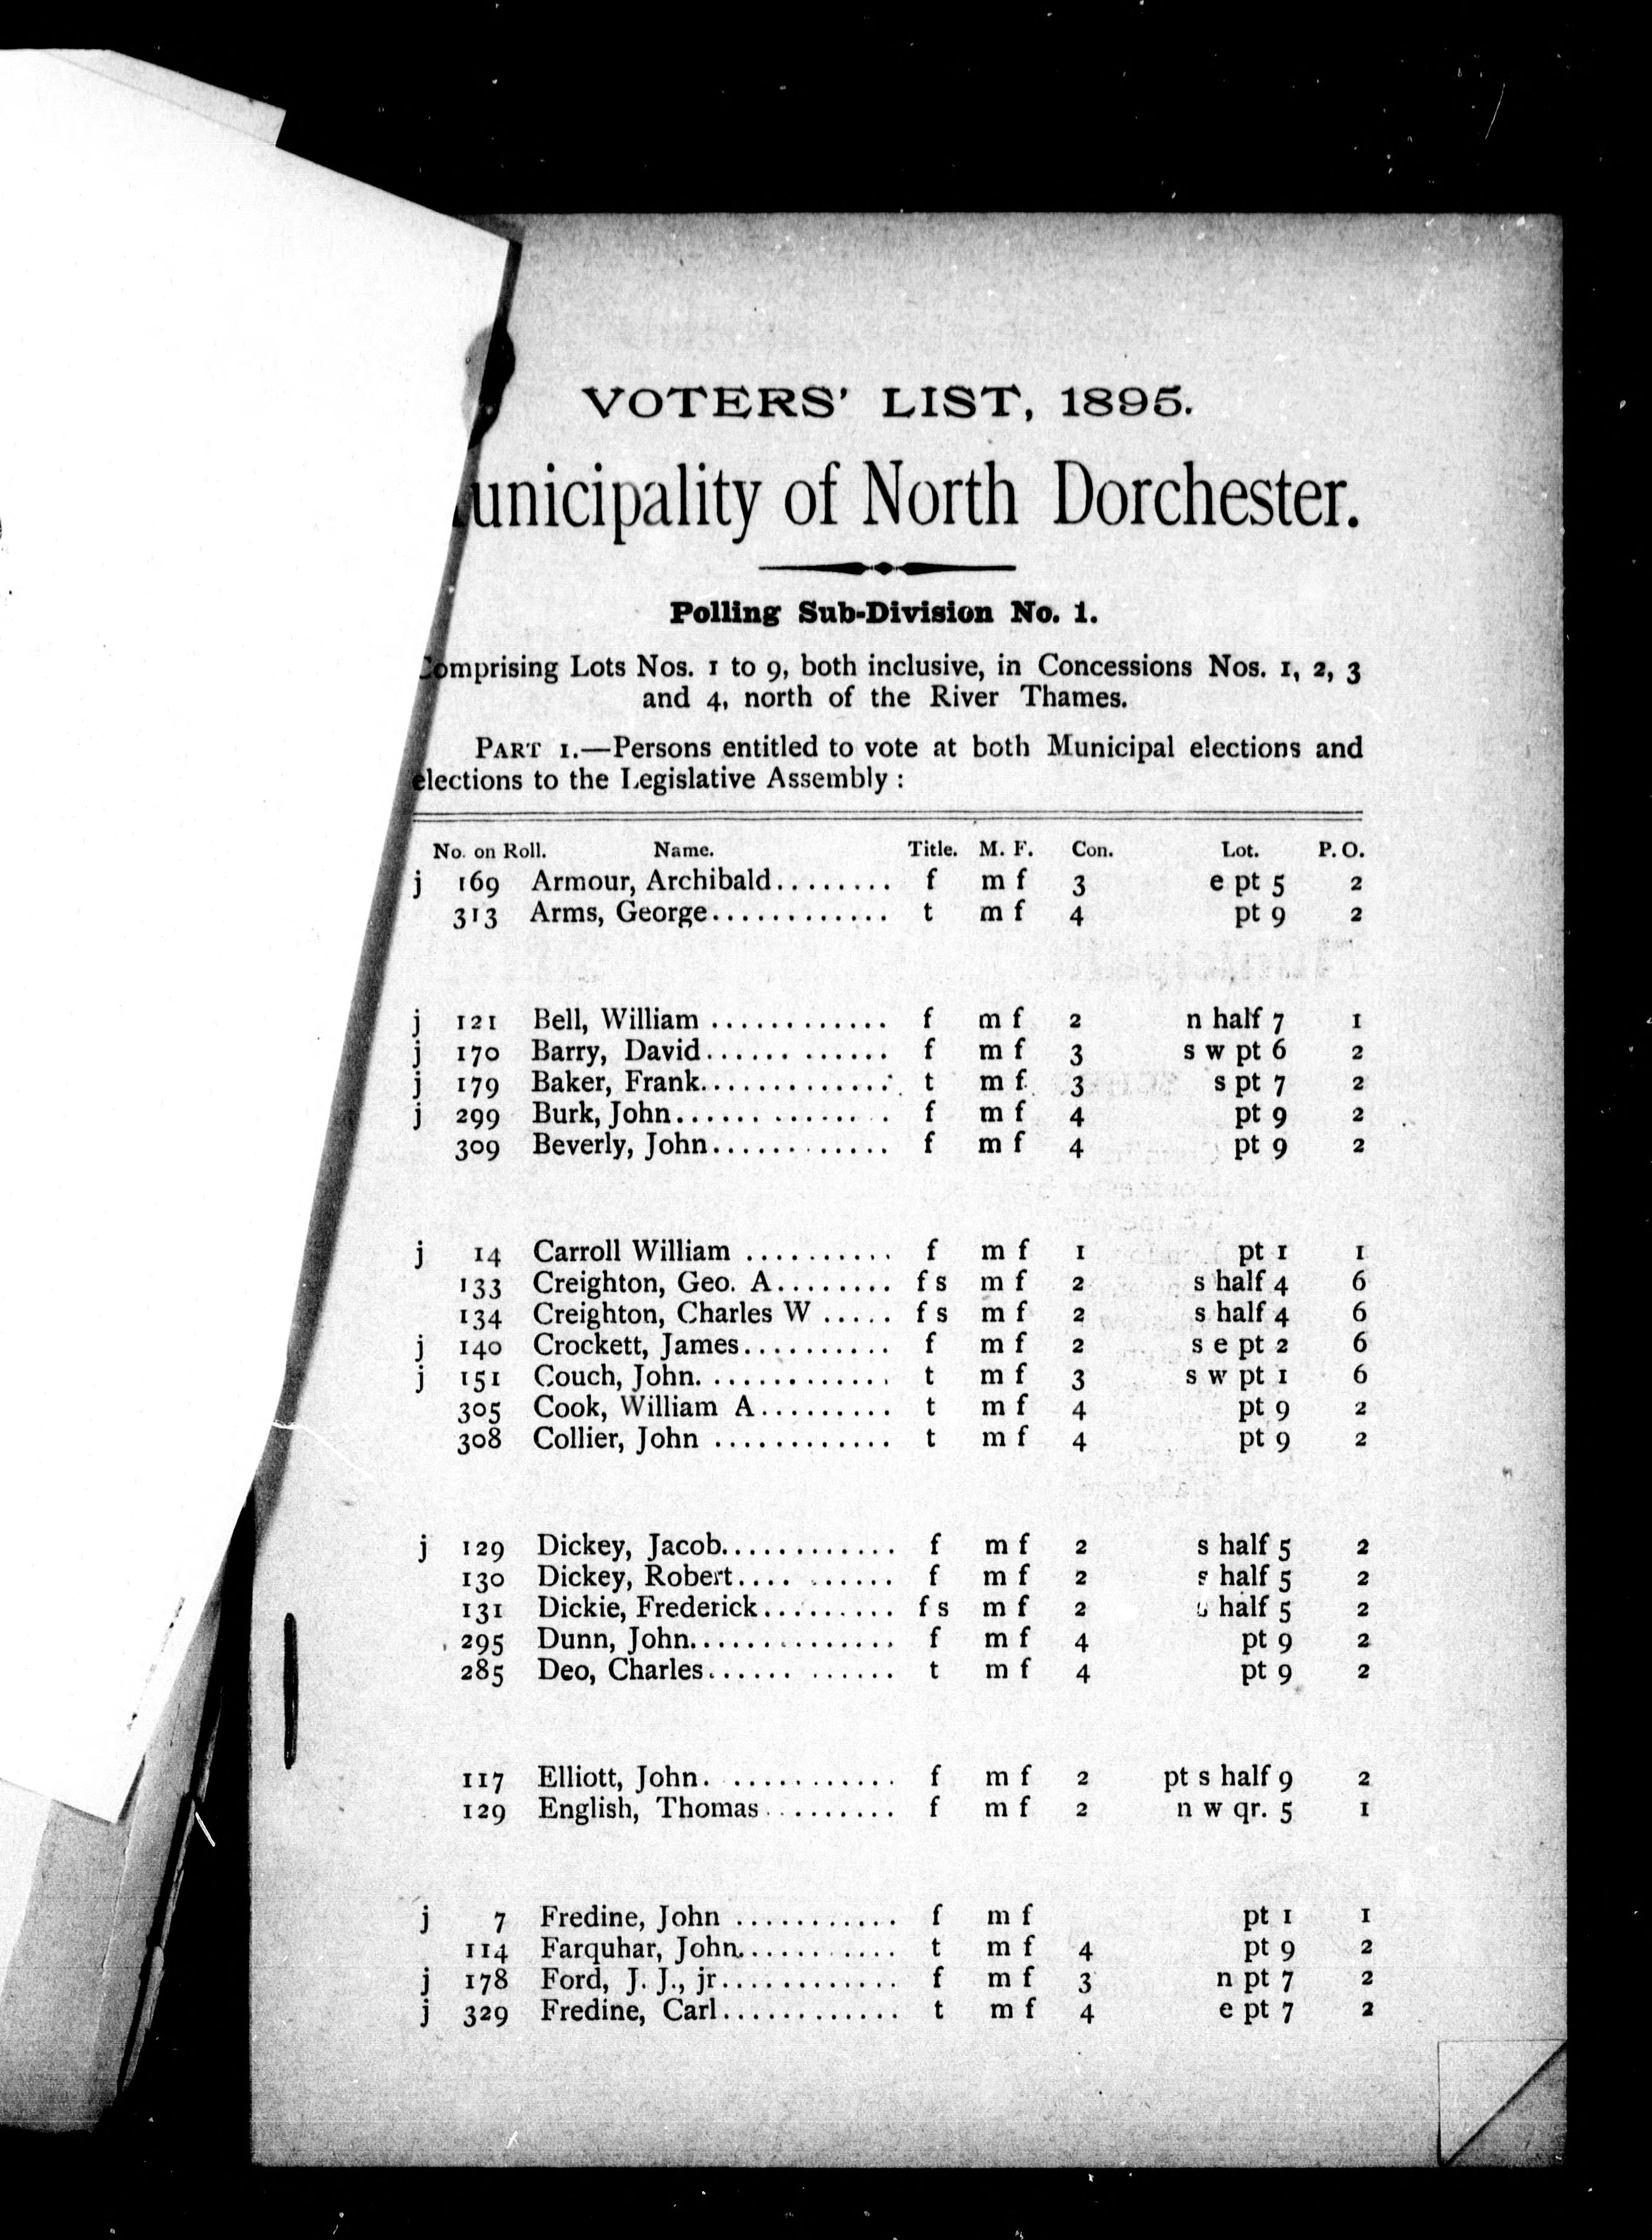 VOTERS' LIST, 1895.
unicipality of North Dorchester.
Polling Sub-Division No. 1.
Comprising Lots Nos. 1 to 9, both inclusive, in Concessions Nos. 1, 2, 3
and 4, north of the River Thames.
PART 1.—Persons entitled to vote at both Municipal elections and
elections to the Legislative Assembly :
No. on Roll. Name. Title. M. F. Con. Lot. P. O.
j 169 Armour, Archibald........ f m f 3 e pt 5 2
313 Arms, George............ t m f 4 pt 9 2
j 121 Bell, William ............ f m f 2 n half 7 1
j 170 Barry, David............ f m f 3 s w pt 6 2
j 179 Baker, Frank............. t m f 3 s pt 7 2
j 299 Burk, John.............. f m f 4 pt 9 2
309 Beverly, John............ f m f 4 pt 9 2
j 14 Carroll William .......... f m f 1 pt 1 1
133 Creighton, Geo. A........ f s m f 2 s half 4 6
134 Creighton, Charles W ..... f s m f 2 s half 4 6
j 140 Crockett, James.......... f m f 2 s e pt 2 6
j 151 Couch, John............. t m f 3 s w pt 1 6
305 Cook, William A......... t m f 4 pt 9 2
308 Collier, John ............ t m f 4 pt 9 2
j 129 Dickey, Jacob............ f m f 2 s half 5 2
130 Dickey, Robert.......... f m f 2 s half 5 2
131 Dickie, Frederick......... f s m f 2 half 5 2
295 Dunn, John............. f m f 4 pt 9 2
285 Deo, Charles............ t m f 4 pt 9 2
117 Elliott, John............ f m f 2 pt s half 9 2
129 English, Thomas......... f m f 2 n w qr. 5 1
j 7 Fredine, John ........... f m f pt 1 1
114 Farquhar, John.......... t m f 4 pt 9 2
j 178 Ford, J. J., jr............ f m f 3 n pt 7 2
j 329 Fredine, Carl............ t m f 4 e pt 7 2